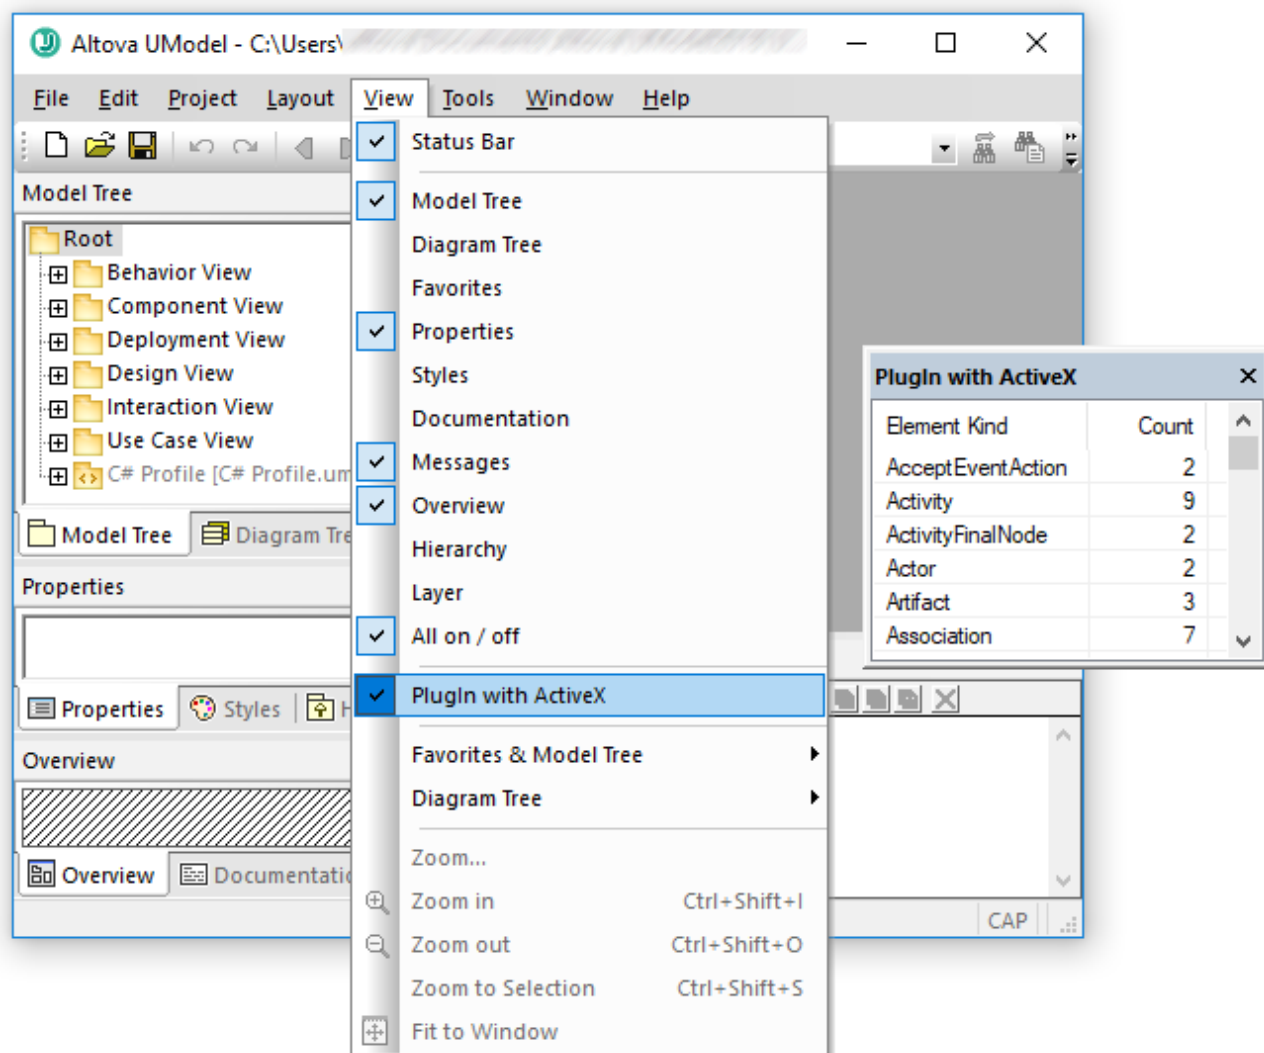 Altova UModel - C:\Users\
File Edit Project Layout View Tools Window Help
Status Bar
Model Tree
Diagram Tree
Favorites
Properties
Styles
Documentation
Messages
Overview
Hierarchy
Layer
All on / off
PlugIn with ActiveX
Favorites & Model Tree
Diagram Tree
Zoom...
Zoom in Ctrl+Shift+I
Zoom out Ctrl+Shift+O
Zoom to Selection Ctrl+Shift+S
Fit to Window
Model Tree
Root
Behavior View
Component View
Deployment View
Design View
Interaction View
Use Case View
C# Profile [C# Profile.um
Model Tree Diagram Tre
Properties
Properties Styles H
Overview
Overview Documentatio
CAP
PlugIn with ActiveX
Element Kind Count
AcceptEventAction 2
Activity 9
ActivityFinalNode 2
Actor 2
Artifact 3
Association 7